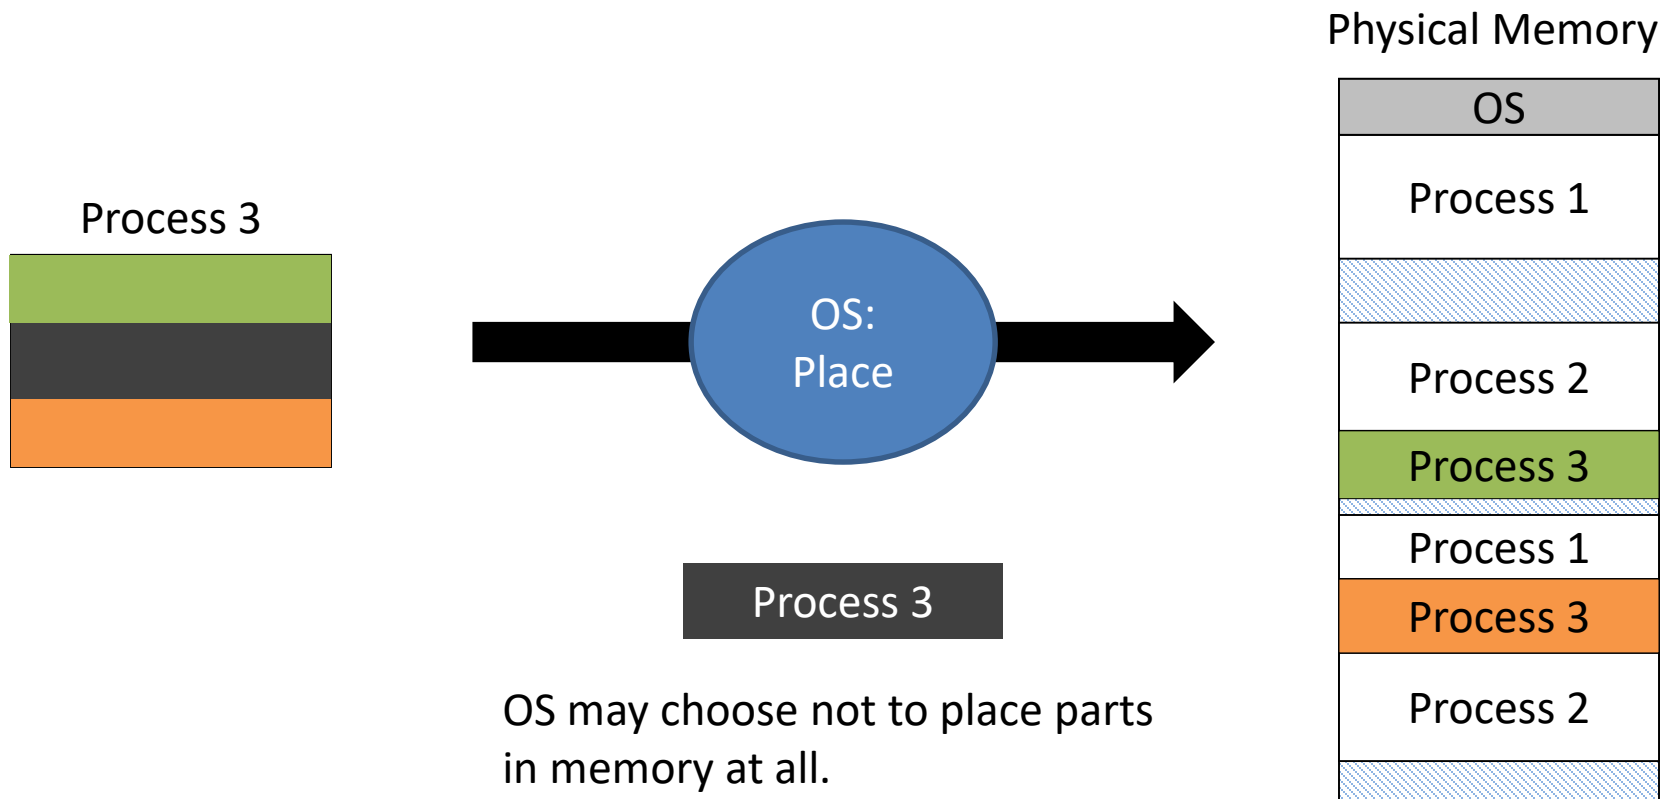 Physical Memory
OS
Process 1
Process 3
OS:
Place
Process 2
Process 3
Process 1
Process 3
Process 3
Process 2
OS may choose not to place parts
in memory at all.